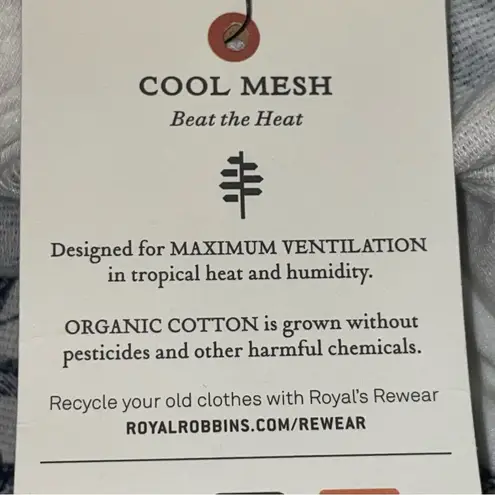 COOL MESH
Beat the Heat
Designed for MAXIMUM VENTILATION
in tropical heat and humidity.
ORGANIC COTTON is grown without
pesticides and other harmful chemicals.
Recycle your old clothes with Royal's Rewear
ROYALROBBINS.COM/REWEAR